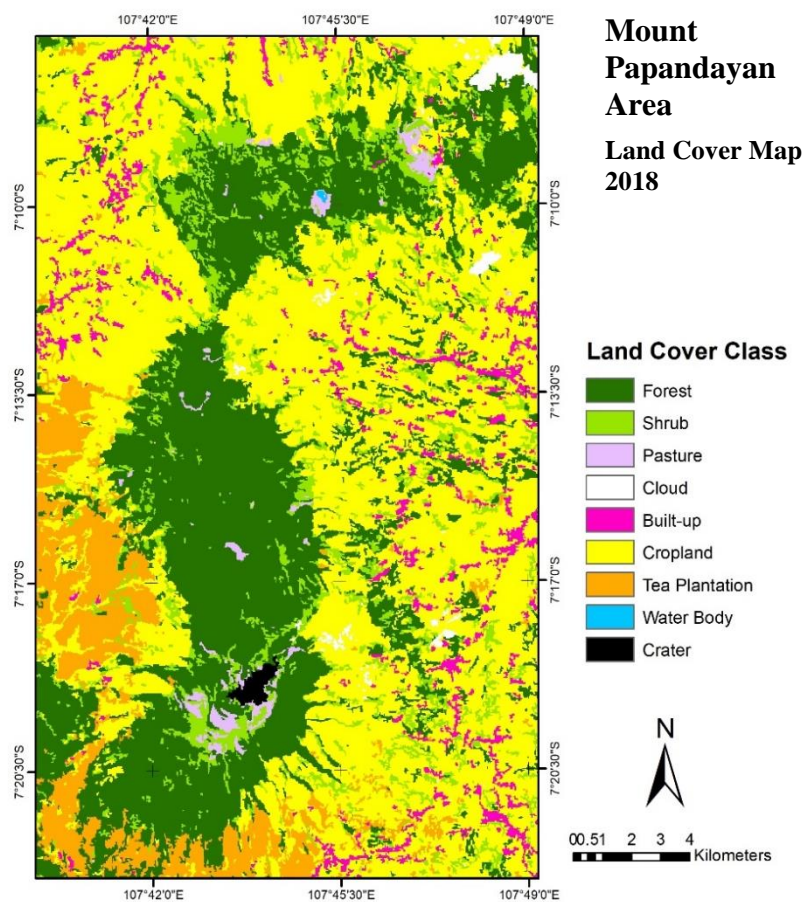 107°42'0"E 107°45'30"E 107°49'0"E
Mount
Papandayan
Area
Land Cover Map
2018
7°10'0"S 7°10'0"S
7°13'30"S 7°13'30"S
7°17'0"S 7°17'0"S
7°20'30"S 7°20'30"S
107°42'0"E 107°45'30"E 107°49'0"E
Land Cover Class
Forest
Shrub
Pasture
Cloud
Built-up
Cropland
Tea Plantation
Water Body
Crater
N
00.51 2 3 4
Kilometers